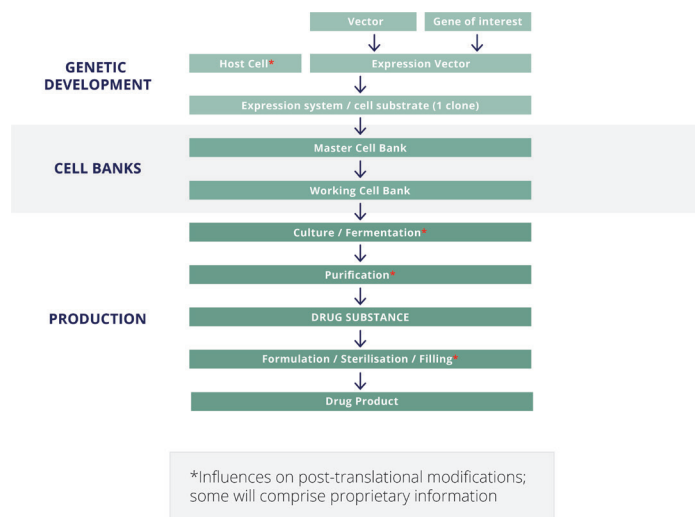 Vector
Gene of interest
GENETIC
DEVELOPMENT
Host Cell*
Expression Vector
Expression system / cell substrate (1 clone)
CELL BANKS
Master Cell Bank
Working Cell Bank
PRODUCTION
Culture / Fermentation*
Purification*
DRUG SUBSTANCE
Formulation / Sterilisation / Filling*
Drug Product
*Influences on post-translational modifications;
some will comprise proprietary information